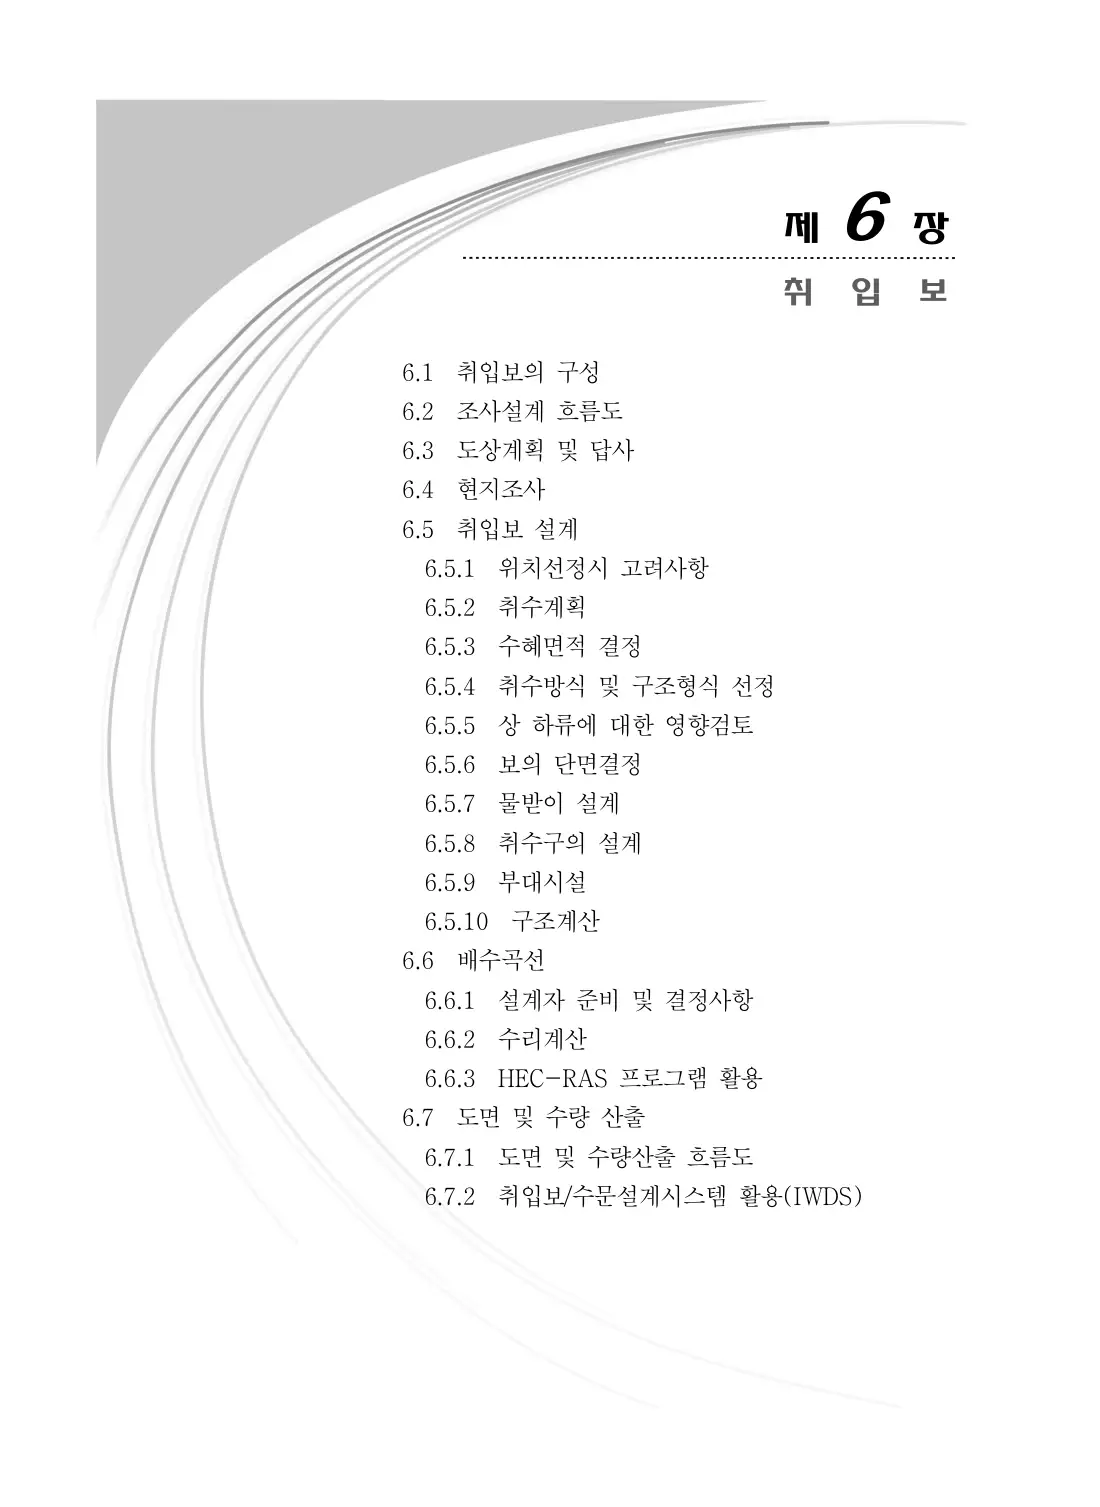 제 6 장
취 입 보
6.1 취입보의 구성
6.2 조사설계 흐름도
6.3 도상계획 및 답사
6.4 현지조사
6.5 취입보 설계
6.5.1 위치선정시 고려사항
6.5.2 취수계획
6.5.3 수혜면적 결정
6.5.4 취수방식 및 구조형식 선정
6.5.5 상 하류에 대한 영향검토
6.5.6 보의 단면결정
6.5.7 물받이 설계
6.5.8 취수구의 설계
6.5.9 부대시설
6.5.10 구조계산
6.6 배수곡선
6.6.1 설계자 준비 및 결정사항
6.6.2 수리계산
6.6.3 HEC-RAS 프로그램 활용
6.7 도면 및 수량 산출
6.7.1 도면 및 수량산출 흐름도
6.7.2 취입보/수문설계시스템 활용(IWDS)